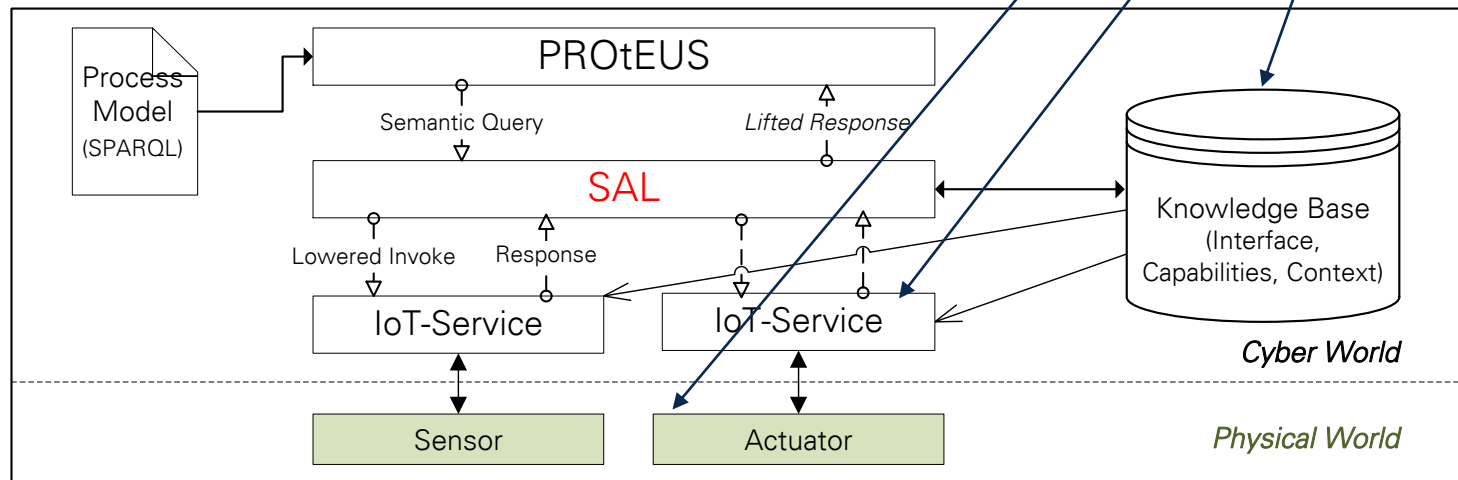 Process
Model
(SPARQL)
PROtEUS
Semantic Query
Lifted Response
SAL
Lowered Invoke
Response
IoT-Service
IoT-Service
Knowledge Base
(Interface,
Capabilities, Context)
Cyber World
Sensor
Actuator
Physical World